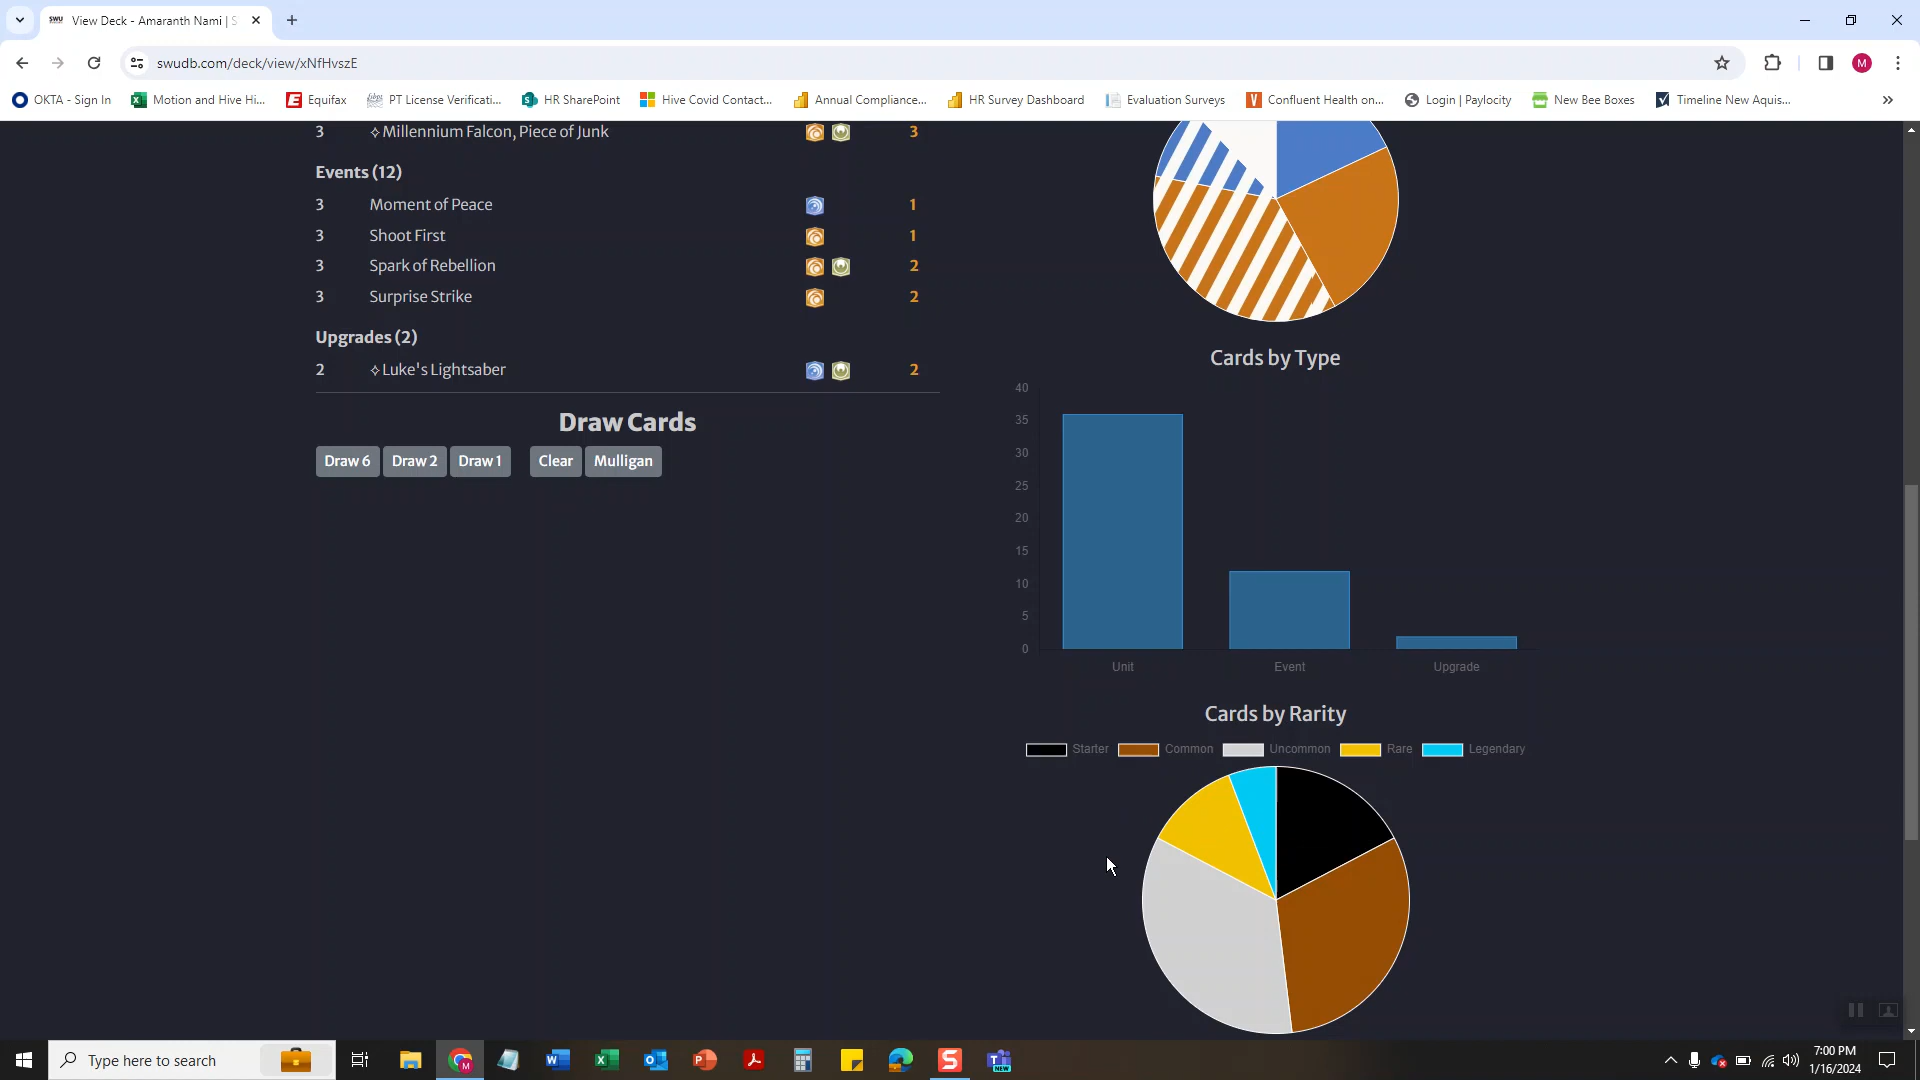 SWU View Deck - Amaranth Nami | S
swudb.com/deck/view/xNfHvszE
M
OKTA - Sign In Motion and Hive Hi... Equifax PT License Verificati... HR SharePoint Hive Covid Contact... Annual Compliance... HR Survey Dashboard Evaluation Surveys Confluent Health on... Login | Paylocity New Bee Boxes Timeline New Aquis...
3 Millennium Falcon, Piece of Junk 3
Events (12)
3 Moment of Peace 1
3 Shoot First 1
3 Spark of Rebellion 2
3 Surprise Strike 2
Upgrades (2)
2 Luke's Lightsaber 2
Draw Cards
Draw 6 Draw 2 Draw 1 Clear Mulligan
Cards by Type
40
35
30
25
20
15
10
5
0
Unit Event Upgrade
Cards by Rarity
Starter Common Uncommon Rare Legendary
Type here to search
7:00 PM
1/16/2024